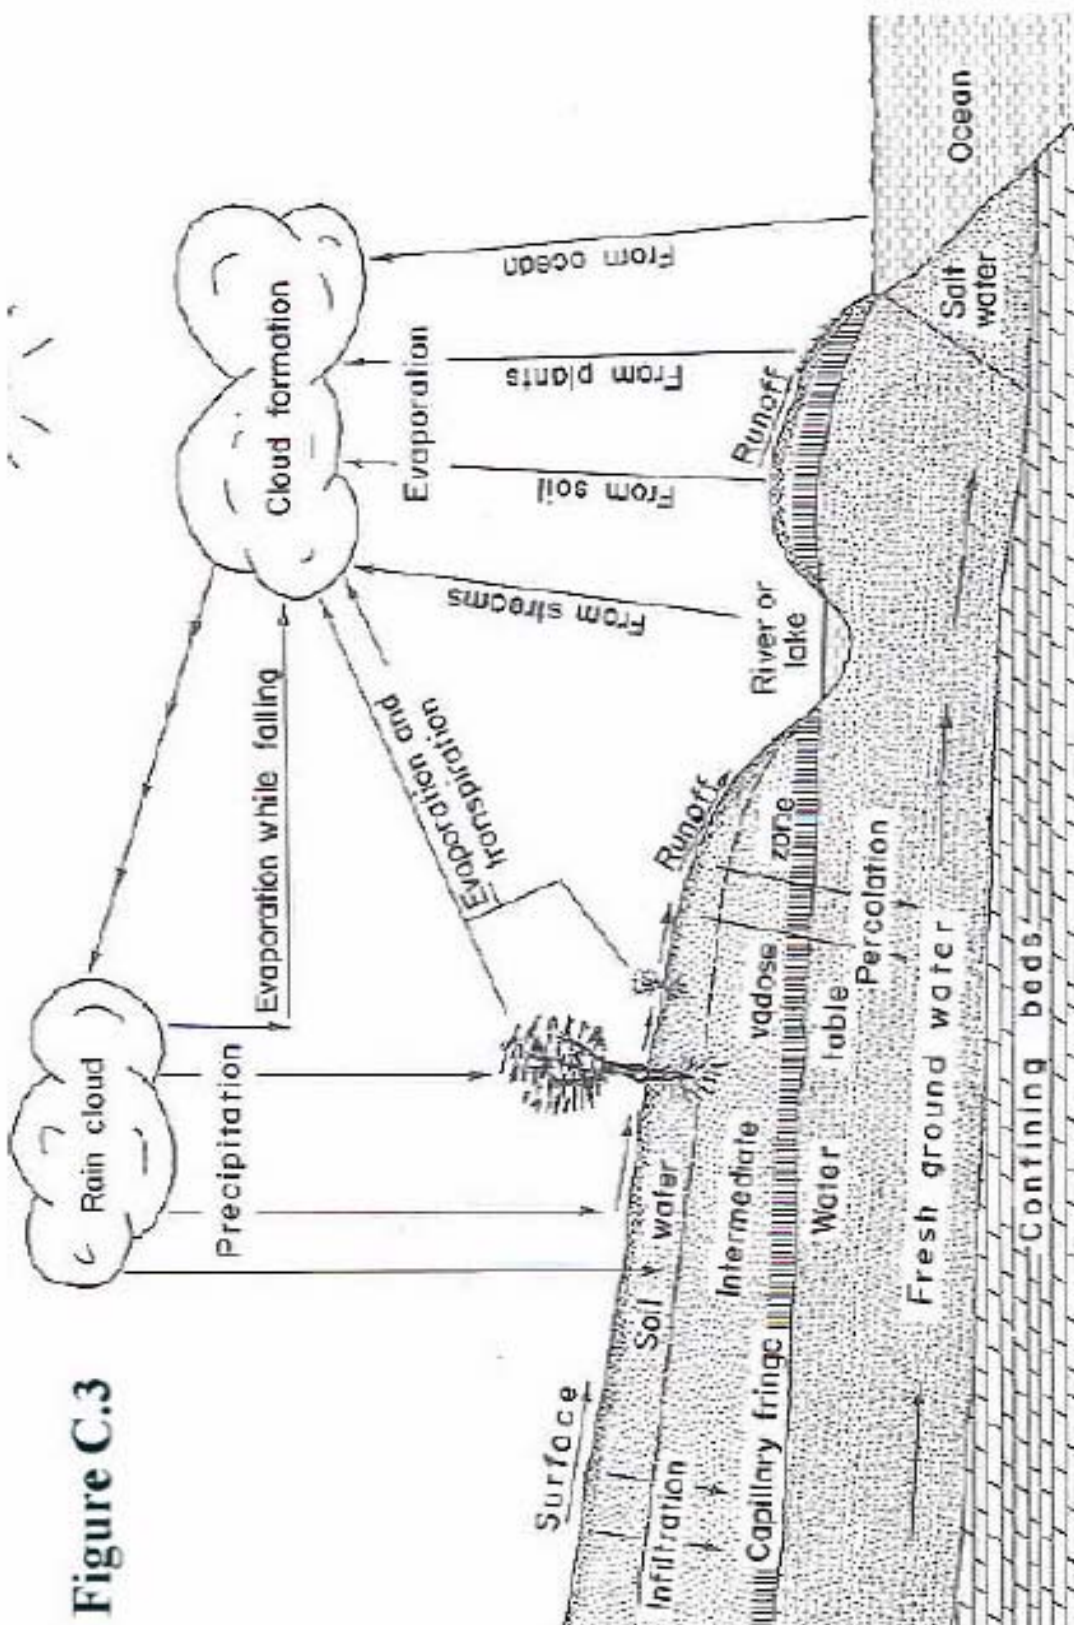 Figure C.3
Rain cloud
Cloud formation
Precipitation
Evaporation while falling
Evaporation and
transpiration
Evaporation
From streams
From soil
From plants
From ocean
Surface
Runoff
River or
lake
Runoff
Ocean
Salt
water
Soil water
Infiltration
Intermediate vadose zone
Capillary fringe
Water table
Percolation
Fresh ground water
Confining beds